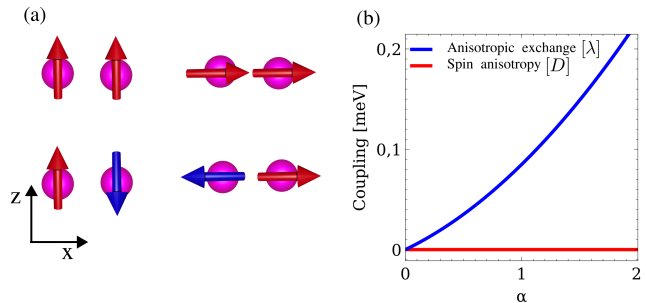 (a)
z
x
(b)
Anisotropic exchange [λ]
Spin anisotropy [D]
Coupling [meV]
0,2
0,1
0
0
1
2
α